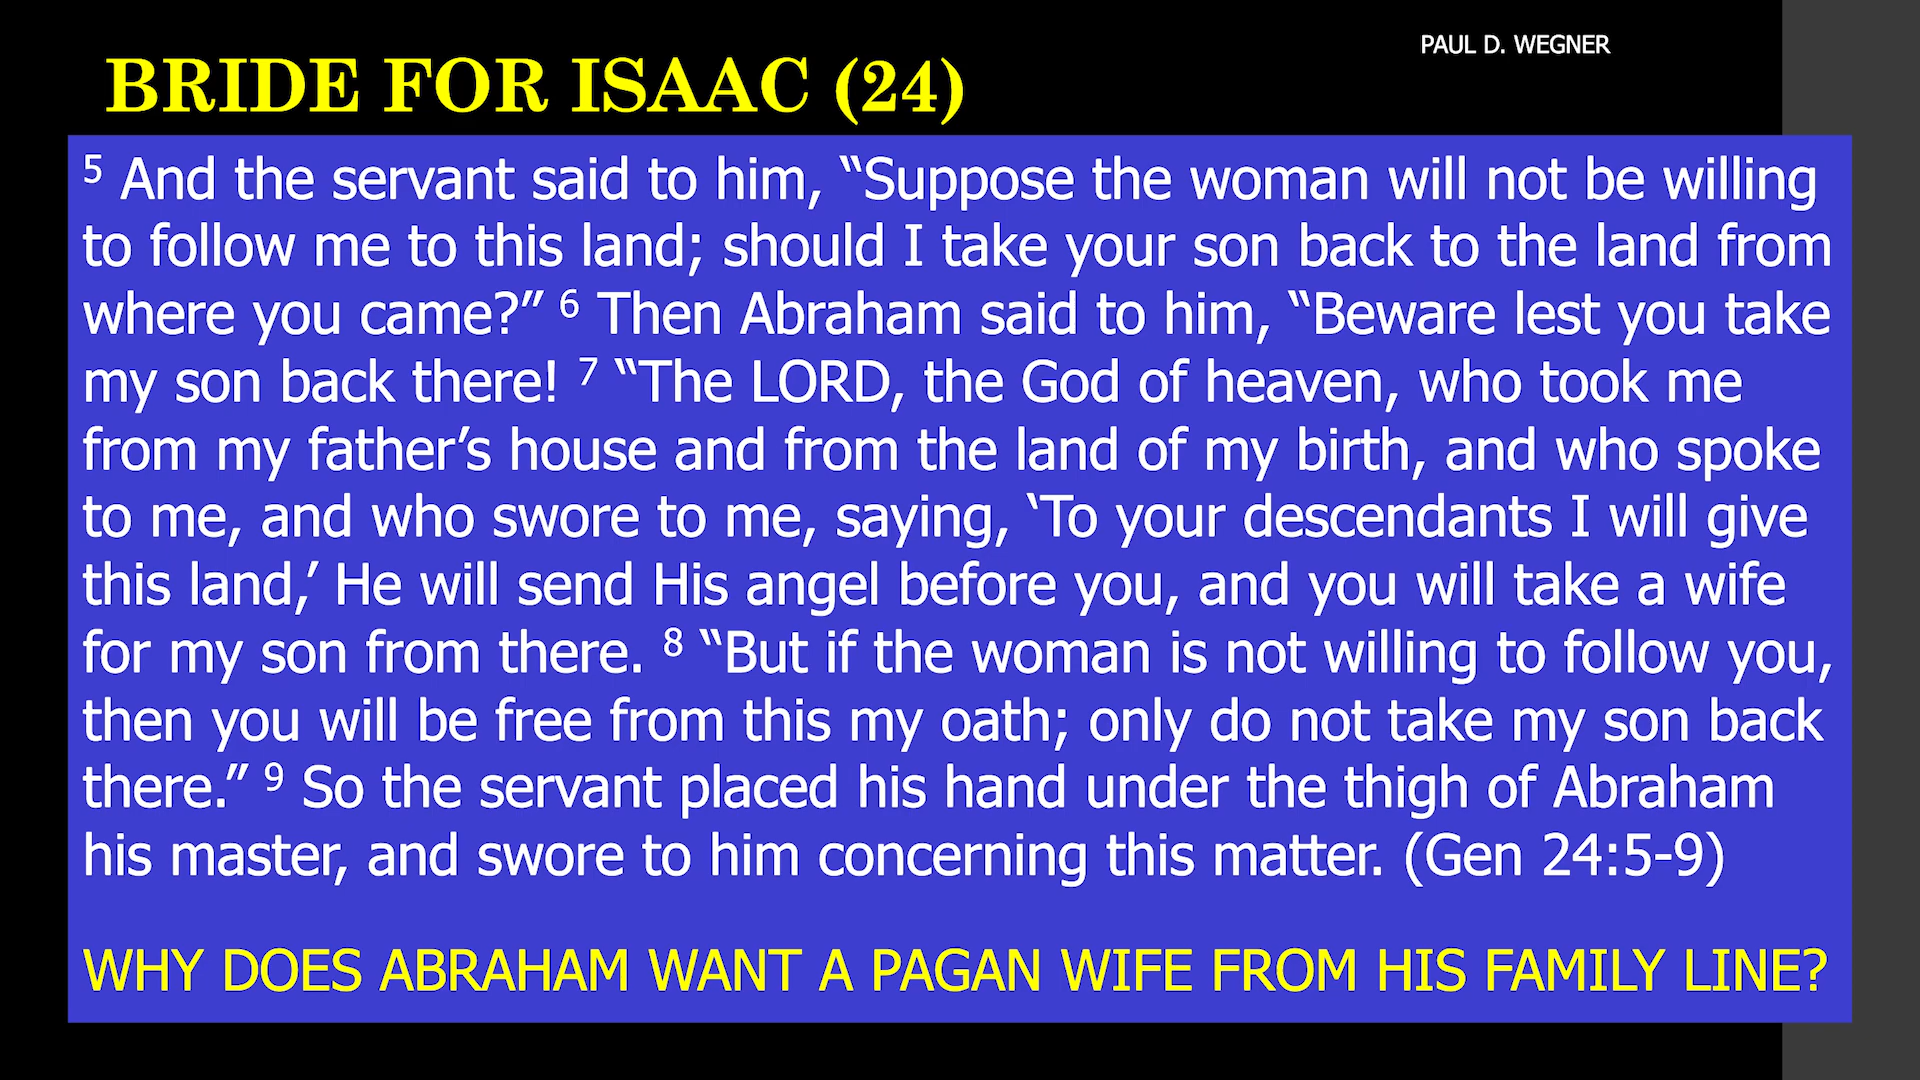 PAUL D. WEGNER
BRIDE FOR ISAAC (24)
5 And the servant said to him, “Suppose the woman will not be willing
to follow me to this land; should I take your son back to the land from
where you came?” 6 Then Abraham said to him, “Beware lest you take
my son back there! 7 “The LORD, the God of heaven, who took me
from my father’s house and from the land of my birth, and who spoke
to me, and who swore to me, saying, ‘To your descendants I will give
this land,’ He will send His angel before you, and you will take a wife
for my son from there. 8 “But if the woman is not willing to follow you,
then you will be free from this my oath; only do not take my son back
there.” 9 So the servant placed his hand under the thigh of Abraham
his master, and swore to him concerning this matter. (Gen 24:5-9)
WHY DOES ABRAHAM WANT A PAGAN WIFE FROM HIS FAMILY LINE?